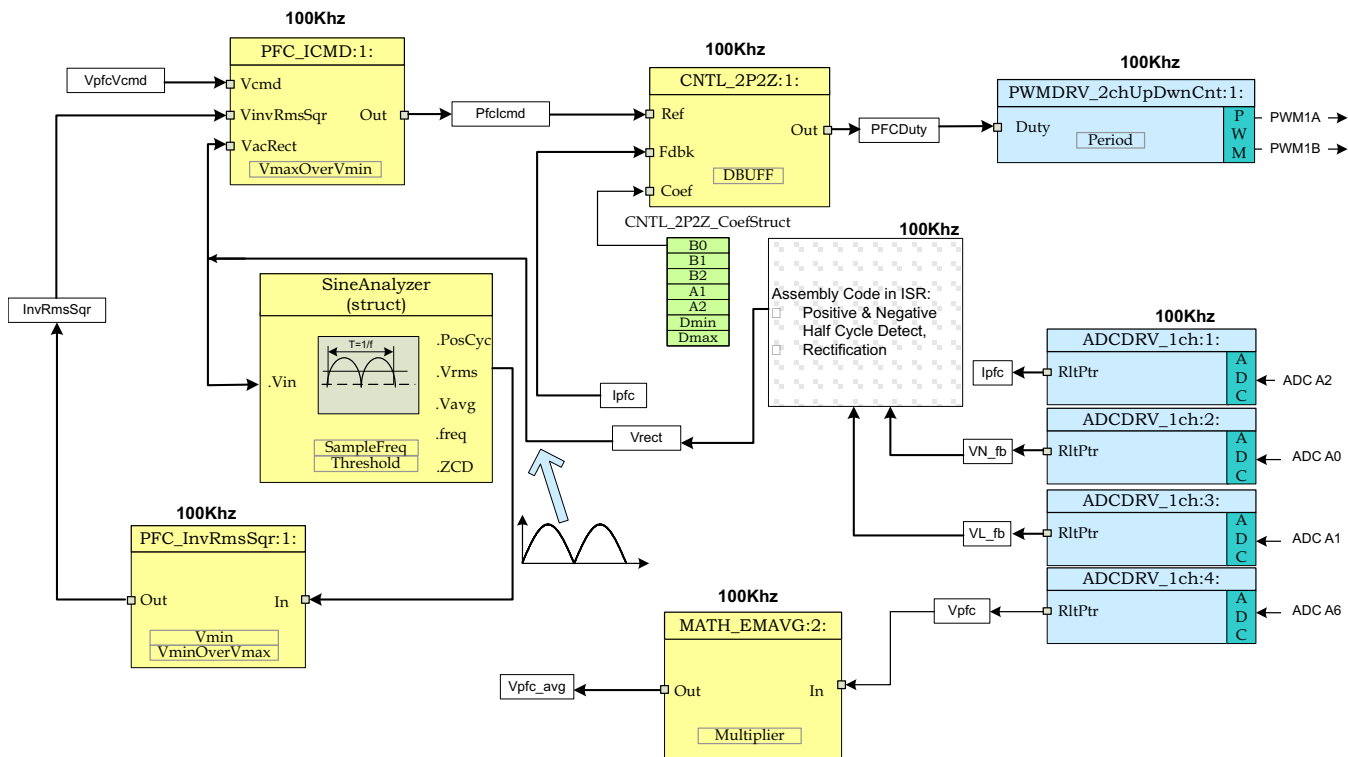 100Khz
PFC_ICMD:1:
VpfcVcmd
Vcmd
VinvRmsSqr
Out
VacRect
VmaxOverVmin
PfcIcmd
100Khz
CNTL_2P2Z:1:
Ref
Out
Fdbk
DBUFF
Coef
PFCDuty
100Khz
PWMDRV_2chUpDwnCnt:1:
Duty
Period
P
W
M
PWM1A
PWM1B
CNTL_2P2Z_CoefStruct
B0
B1
B2
A1
A2
Dmin
Dmax
100Khz
Assembly Code in ISR:
Positive & Negative
Half Cycle Detect,
Rectification
InvRmsSqr
SineAnalyzer
(struct)
T=1/f
.PosCyc
.Vin
.Vrms
.Vavg
.freq
.ZCD
SampleFreq
Threshold
Ipfc
Vrect
100Khz
ADCDRV_1ch:1:
Ipfc
RltPtr
A
D
C
ADC A2
ADCDRV_1ch:2:
VN_fb
RltPtr
A
D
C
ADC A0
ADCDRV_1ch:3:
VL_fb
RltPtr
A
D
C
ADC A1
ADCDRV_1ch:4:
Vpfc
RltPtr
A
D
C
ADC A6
100Khz
PFC_InvRmsSqr:1:
Out
In
Vmin
VminOverVmax
100Khz
MATH_EMAVG:2:
Vpfc_avg
Out
In
Multiplier